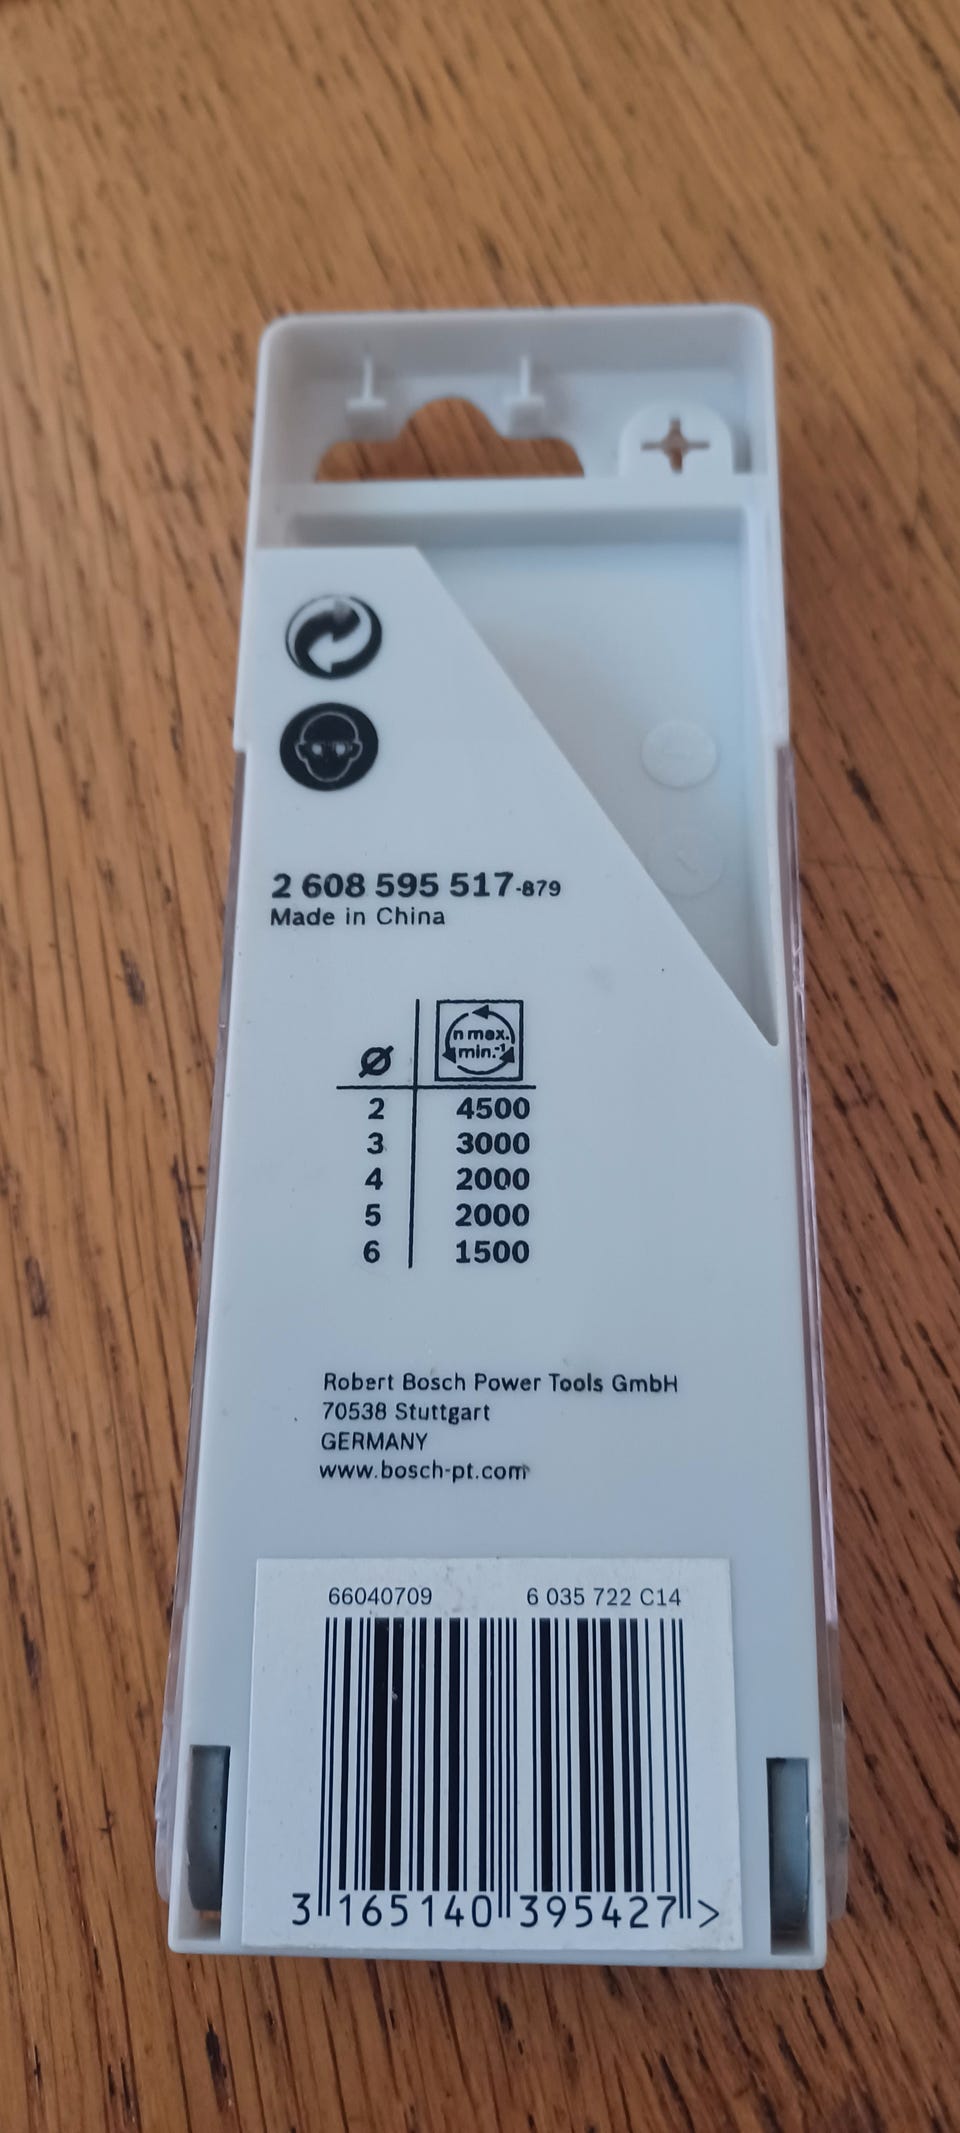 2 608 595 517-879
Made in China
Ø n max. min.⁻¹
2 4500
3 3000
4 2000
5 2000
6 1500
Robert Bosch Power Tools GmbH
70538 Stuttgart
GERMANY
www.bosch-pt.com
66040709 6 035 722 C14
3 165140 395427 >